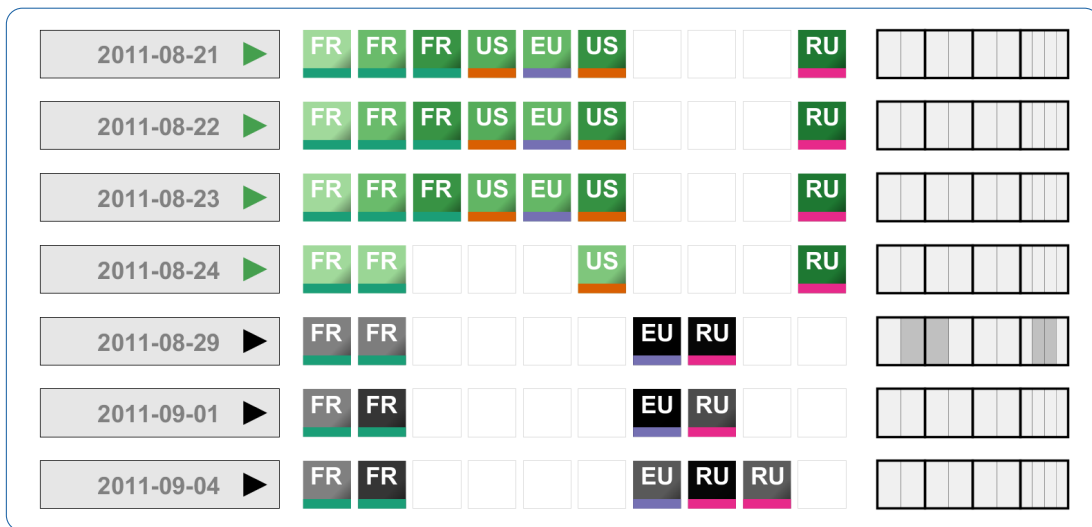 2011-08-21 FR FR FR US EU US RU
2011-08-22 FR FR FR US EU US RU
2011-08-23 FR FR FR US EU US RU
2011-08-24 FR FR US RU
2011-08-29 FR FR EU RU
2011-09-01 FR FR EU RU
2011-09-04 FR FR EU RU RU